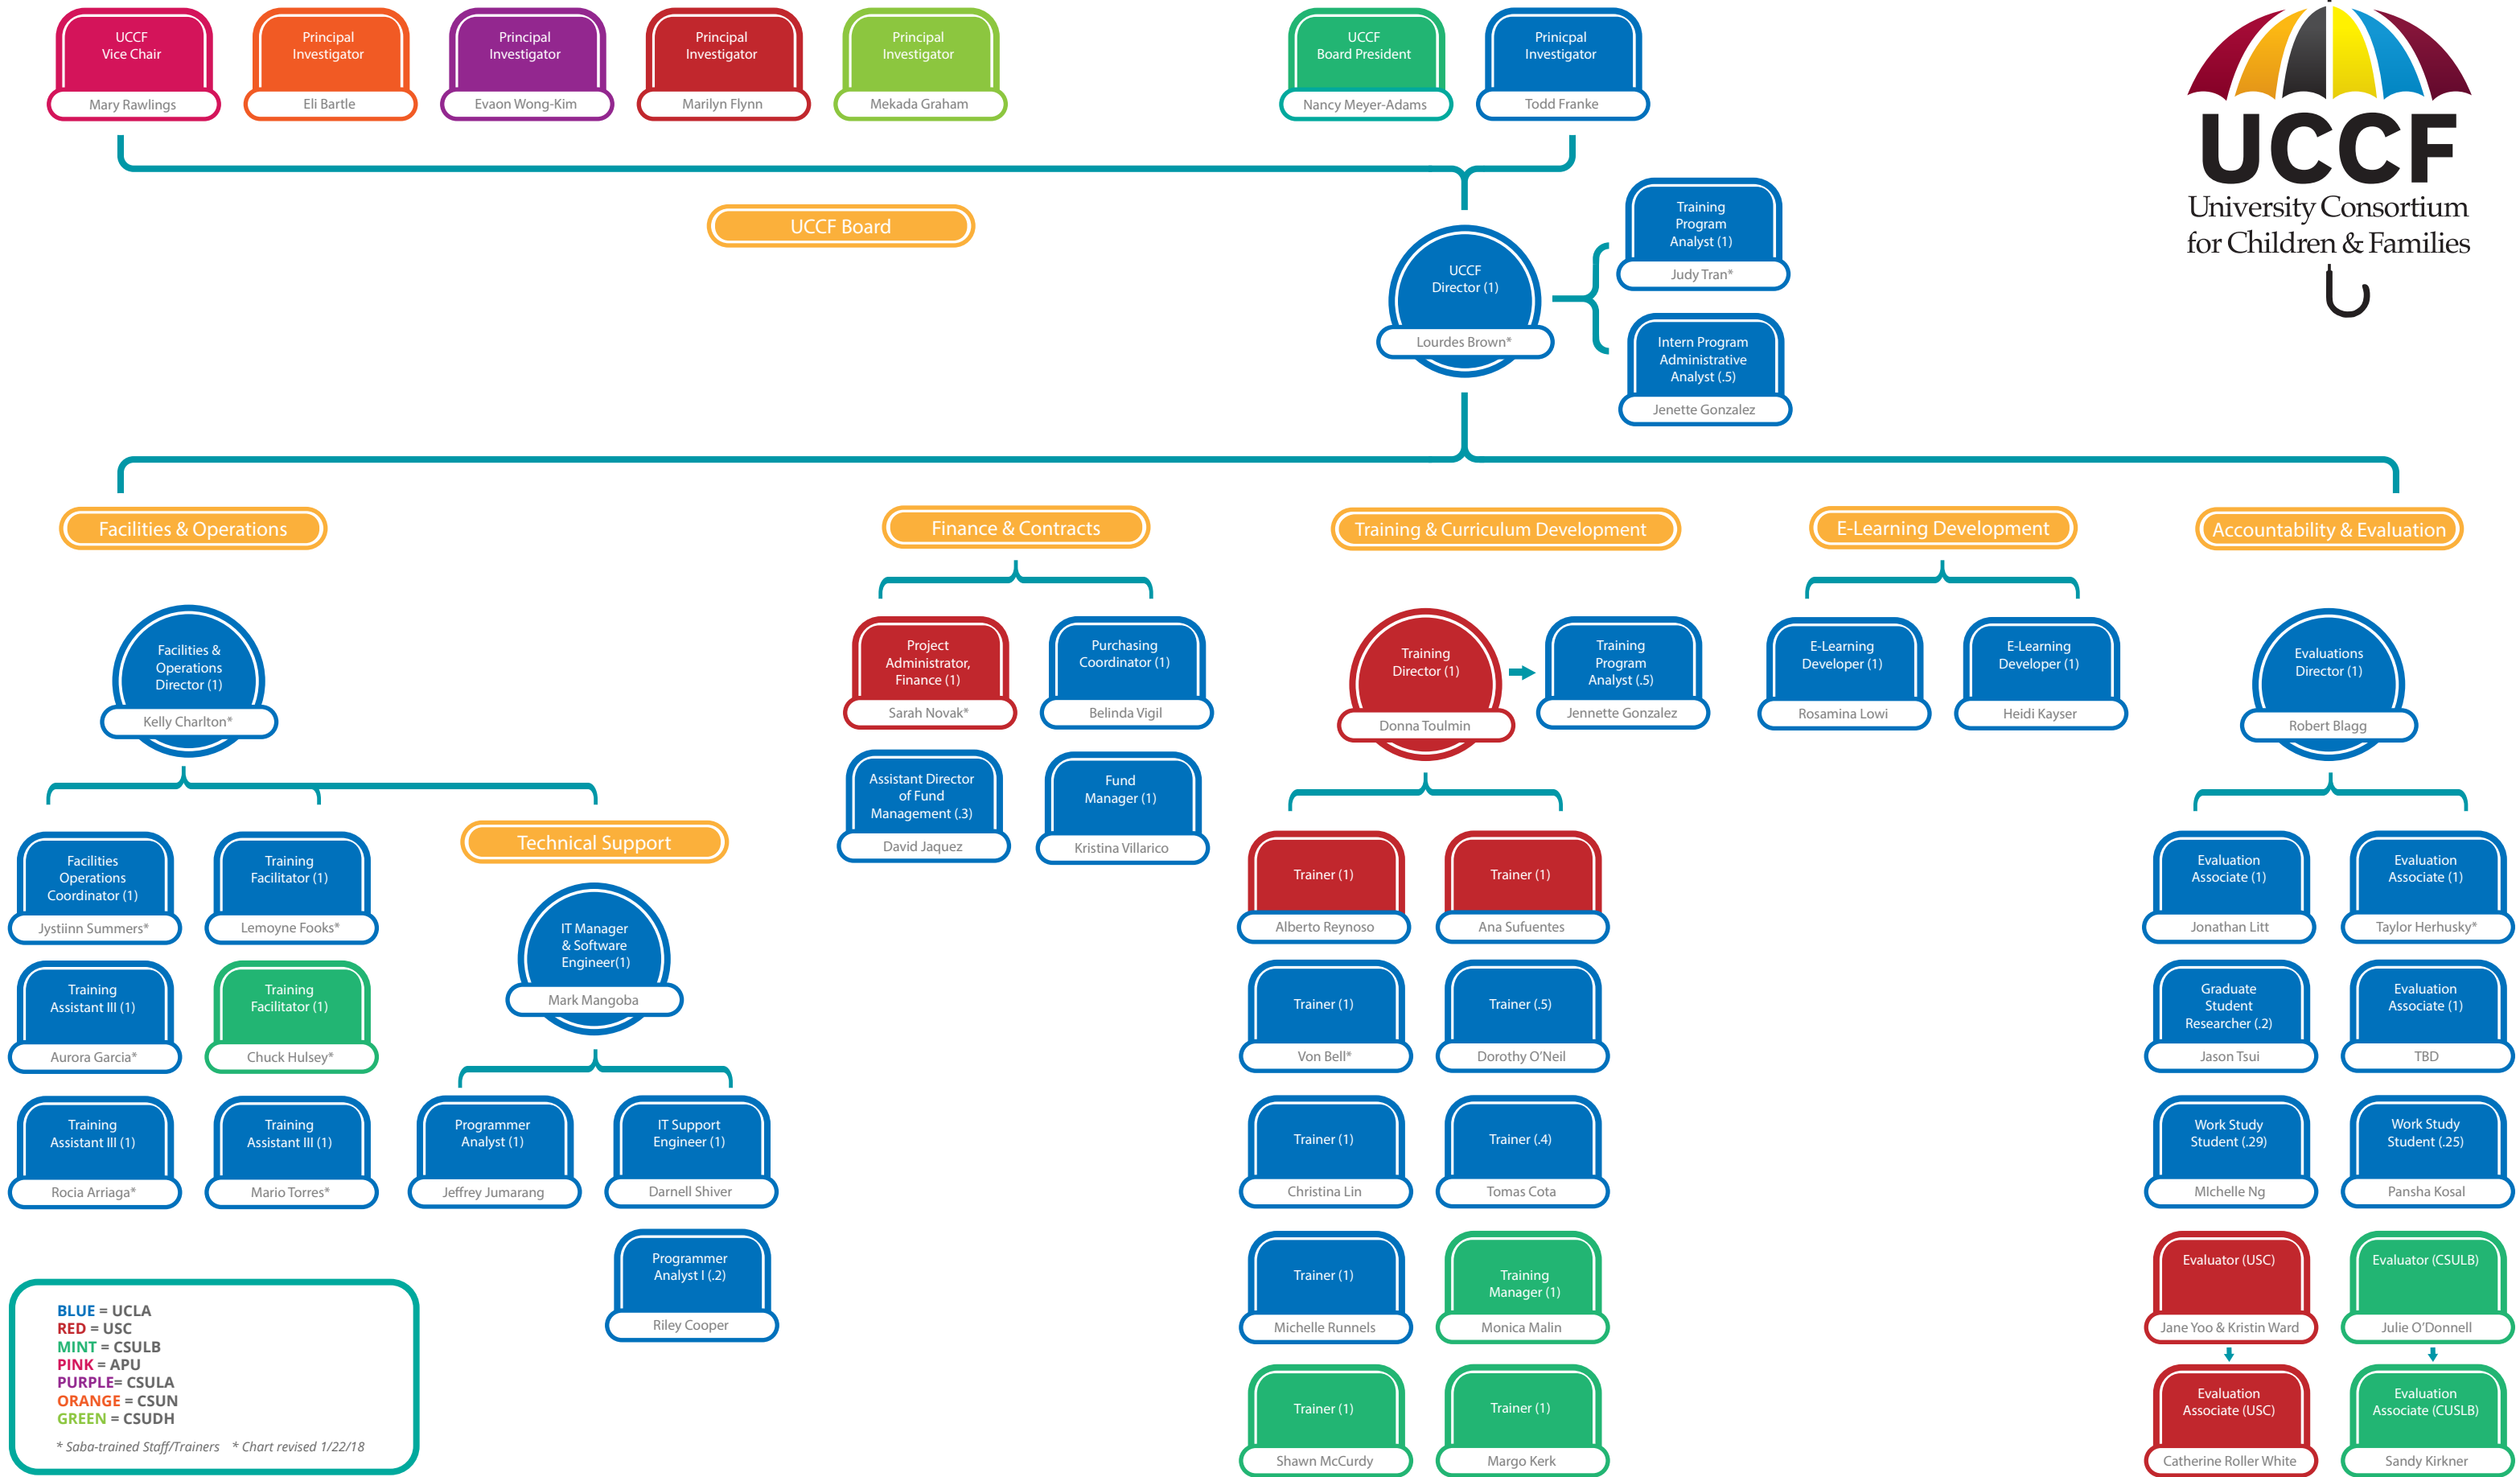 UCCF
Vice Chair
Mary Rawlings
Principal
Investigator
Eli Bartle
Principal
Investigator
Evaon Wong-Kim
Principal
Investigator
Marilyn Flynn
Principal
Investigator
Mekada Graham
UCCF
Board President
Nancy Meyer-Adams
Prinicpal
Investigator
Todd Franke
UCCF
University Consortium
for Children & Families
UCCF Board
UCCF
Director (1)
Lourdes Brown*
Training
Program
Analyst (1)
Judy Tran*
Intern Program
Administrative
Analyst (.5)
Jenette Gonzalez
Facilities & Operations
Facilities &
Operations
Director (1)
Kelly Charlton*
Facilities
Operations
Coordinator (1)
Jystiinn Summers*
Training
Facilitator (1)
Lemoyne Fooks*
Training
Assistant III (1)
Aurora Garcia*
Training
Facilitator (1)
Chuck Hulsey*
Training
Assistant III (1)
Rocia Arriaga*
Training
Assistant III (1)
Mario Torres*
Technical Support
IT Manager
& Software
Engineer(1)
Mark Mangoba
Programmer
Analyst (1)
Jeffrey Jumarang
IT Support
Engineer (1)
Darnell Shiver
Programmer
Analyst I (.2)
Riley Cooper
Finance & Contracts
Project
Administrator,
Finance (1)
Sarah Novak*
Purchasing
Coordinator (1)
Belinda Vigil
Assistant Director
of Fund
Management (.3)
David Jaquez
Fund
Manager (1)
Kristina Villarico
Training & Curriculum Development
Training
Director (1)
Donna Toulmin
Training
Program
Analyst (.5)
Jennette Gonzalez
Trainer (1)
Alberto Reynoso
Trainer (1)
Ana Sufuentes
Trainer (1)
Von Bell*
Trainer (.5)
Dorothy O’Neil
Trainer (1)
Christina Lin
Trainer (.4)
Tomas Cota
Trainer (1)
Michelle Runnels
Training
Manager (1)
Monica Malin
Trainer (1)
Shawn McCurdy
Trainer (1)
Margo Kerk
E-Learning Development
E-Learning
Developer (1)
Rosamina Lowi
E-Learning
Developer (1)
Heidi Kayser
Accountability & Evaluation
Evaluations
Director (1)
Robert Blagg
Evaluation
Associate (1)
Jonathan Litt
Evaluation
Associate (1)
Taylor Herhusky*
Graduate
Student
Researcher (.2)
Jason Tsui
Evaluation
Associate (1)
TBD
Work Study
Student (.29)
MIchelle Ng
Work Study
Student (.25)
Pansha Kosal
Evaluator (USC)
Jane Yoo & Kristin Ward
Evaluator (CSULB)
Julie O’Donnell
Evaluation
Associate (USC)
Catherine Roller White
Evaluation
Associate (CUSLB)
Sandy Kirkner
BLUE = UCLA
RED = USC
MINT = CSULB
PINK = APU
PURPLE= CSULA
ORANGE = CSUN
GREEN = CSUDH
* Saba-trained Staff/Trainers * Chart revised 1/22/18